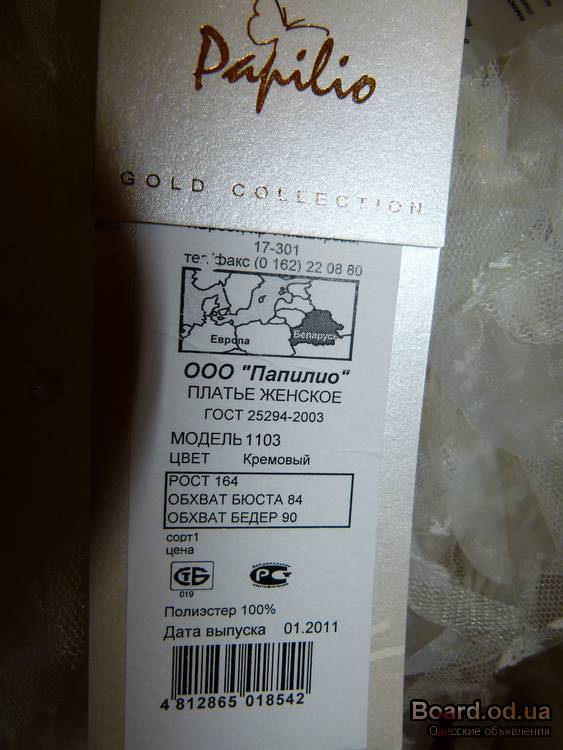 Papilio
GOLD COLLECTION
17-301
тел/факс (0 162) 22 08 80
Европа
Беларусь
ООО "Папилио"
ПЛАТЬЕ ЖЕНСКОЕ
ГОСТ 25294-2003
МОДЕЛЬ 1103
ЦВЕТ Кремовый
РОСТ 164
ОБХВАТ БЮСТА 84
ОБХВАТ БЕДЕР 90
сорт1
цена
СТБ
019
РСТ
Полиэстер 100%
Дата выпуска 01.2011
4 812865 018542
Board.od.ua
Одесские объявления